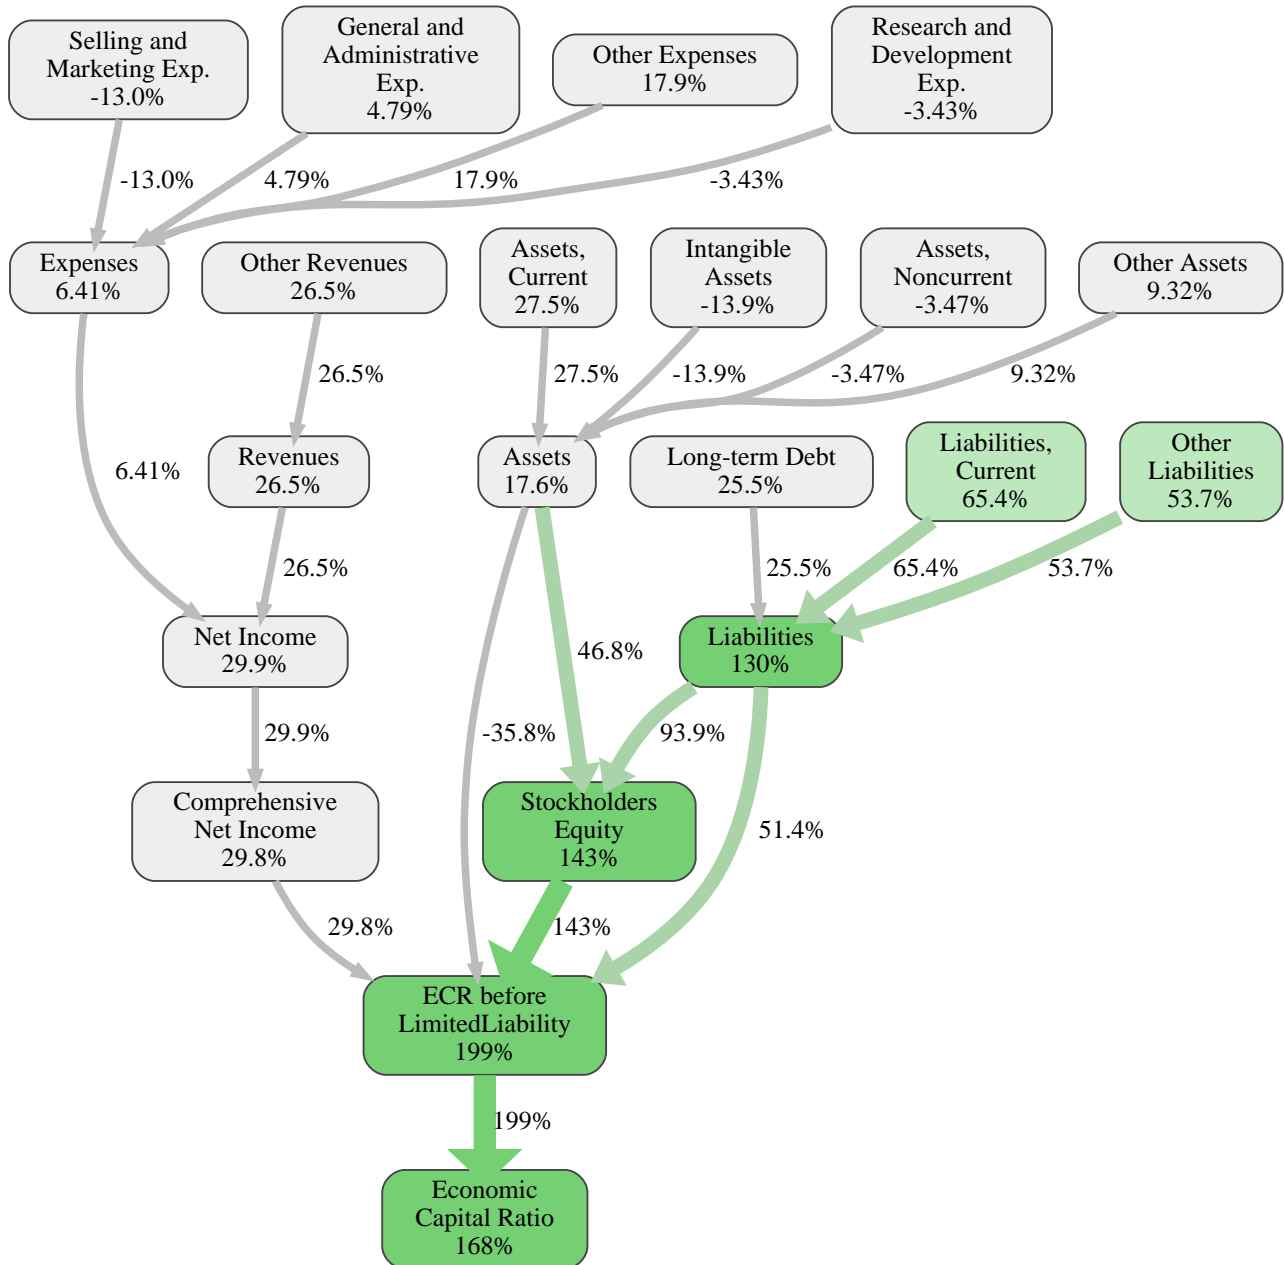 Selling and
Marketing Exp.
-13.0%
General and
Administrative
Exp.
4.79%
Other Expenses
17.9%
Research and
Development
Exp.
-3.43%
-13.0%
4.79%
17.9%
-3.43%
Expenses
6.41%
Other Revenues
26.5%
Assets,
Current
27.5%
Intangible
Assets
-13.9%
Assets,
Noncurrent
-3.47%
Other Assets
9.32%
26.5%
27.5%
-13.9%
-3.47%
9.32%
6.41%
Revenues
26.5%
Assets
17.6%
Long-term Debt
25.5%
Liabilities,
Current
65.4%
Other
Liabilities
53.7%
26.5%
25.5%
65.4%
53.7%
Net Income
29.9%
46.8%
Liabilities
130%
29.9%
-35.8%
93.9%
Comprehensive
Net Income
29.8%
Stockholders
Equity
143%
51.4%
29.8%
143%
ECR before
LimitedLiability
199%
199%
Economic
Capital Ratio
168%